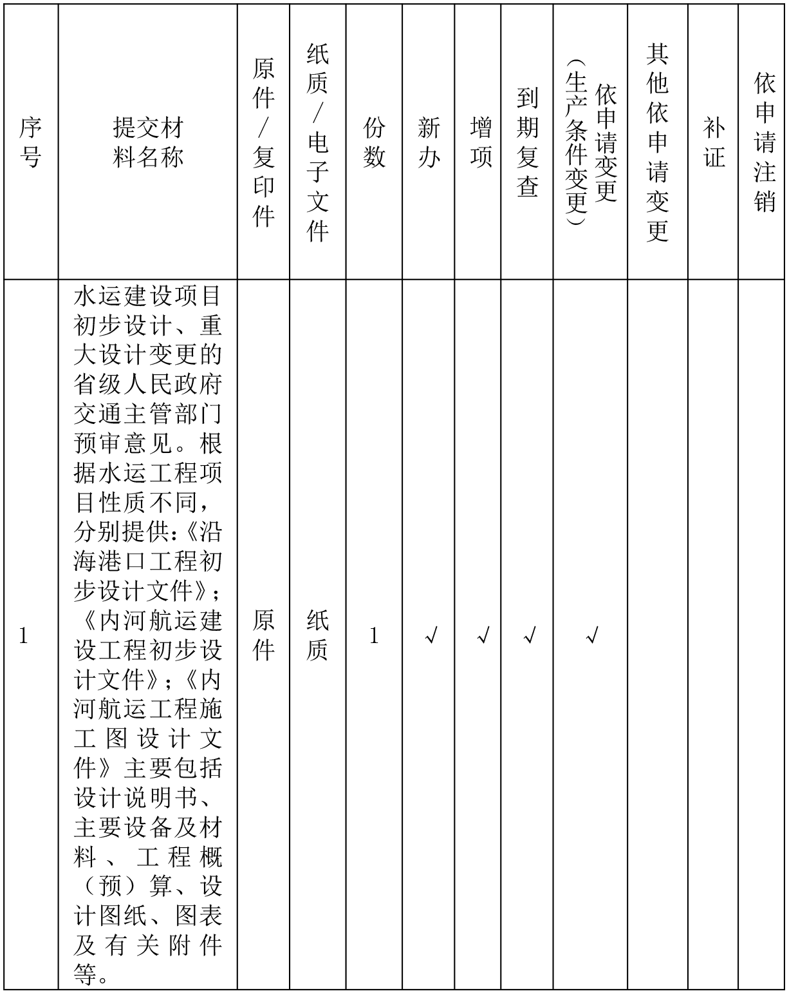 序
号
提交材
料名称
原件/复印件
纸质/电子文件
份
数
新
办
增
项
到期复查
依申请变更
（生产条件变更）
其他依申请变更
补
证
依申请注销
1
水运建设项目
初步设计、重
大设计变更的
省级人民政府
交通主管部门
预审意见。根
据水运工程项
目性质不同，
分别提供：《沿
海港口工程初
步设计文件》；
《内河航运建
设工程初步设
计文件》；《内
河航运工程施
工图设计文
件》主要包括
设计说明书、
主要设备及材
料、工程概
（预）算、设
计图纸、图表
及有关附件
等。
原
件
纸
质
1
√
√
√
√